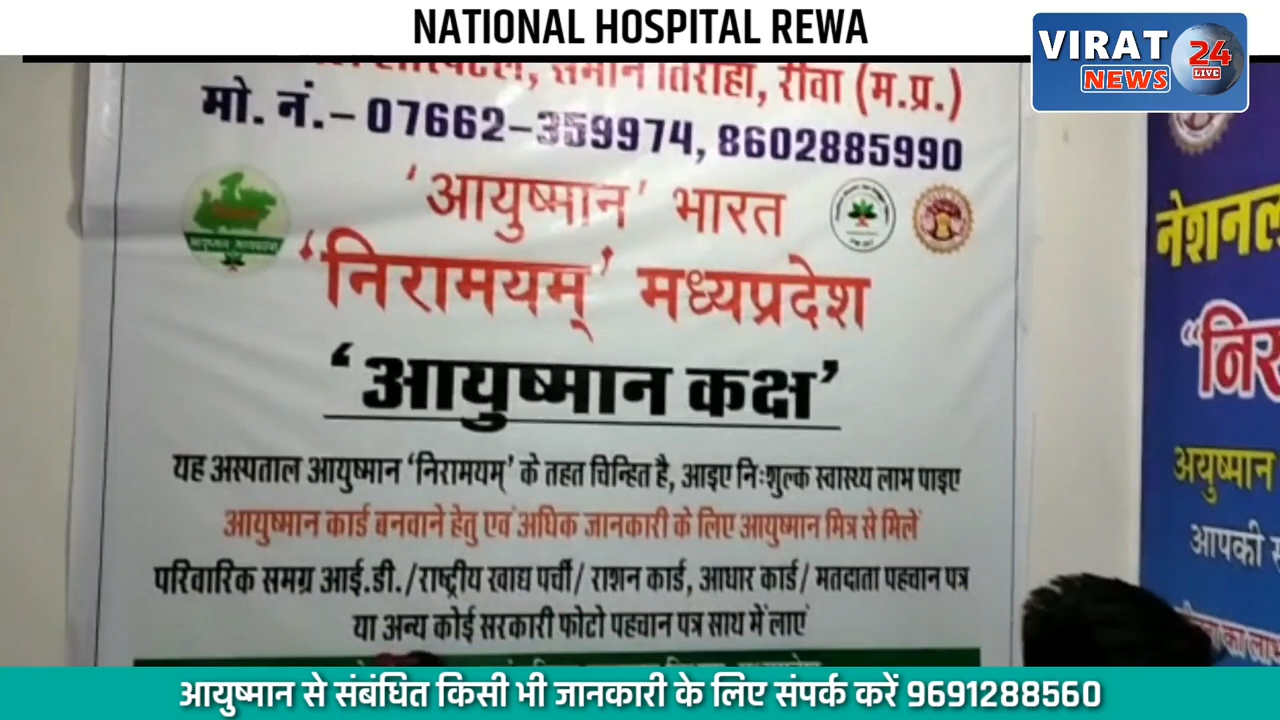 NATIONAL HOSPITAL REWA
VIRAT
NEWS
24
LIVE
समान तिराहा, रीवा (म.प्र.)
मो. नं.- 07662-359974, 8602885990
'आयुष्मान' भारत
'निरामयम्' मध्यप्रदेश
'आयुष्मान कक्ष'
यह अस्पताल आयुष्मान 'निरामयम्' के तहत चिन्हित है, आइए निःशुल्क स्वास्थ्य लाभ पाइए
आयुष्मान कार्ड बनवाने हेतु एवं अधिक जानकारी के लिए आयुष्मान मित्र से मिलें
परिवारिक समग्र आई.डी./राष्ट्रीय खाद्य पर्ची/ राशन कार्ड, आधार कार्ड/ मतदाता पहचान पत्र
या अन्य कोई सरकारी फोटो पहचान पत्र साथ में लाएं
नेशनल
"निर
अयुष्मान
आपकी
का लाभ
आयुष्मान से संबंधित किसी भी जानकारी के लिए संपर्क करें 9691288560